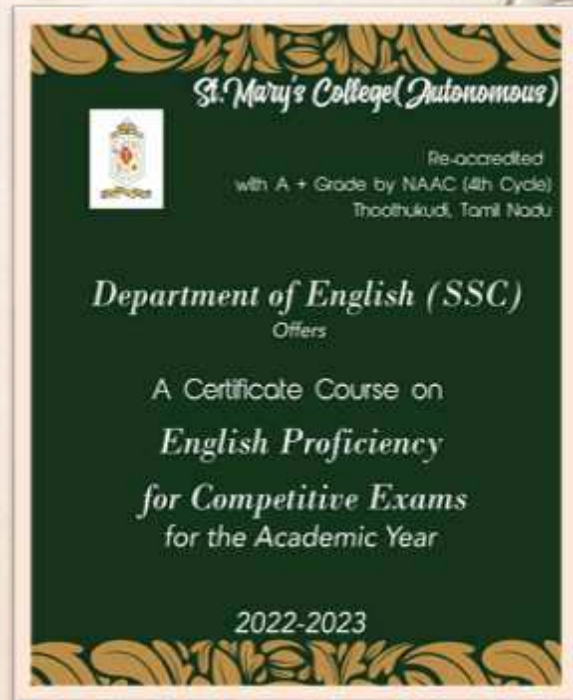 St. Mary's College (Autonomous)
Re-accredited
with A + Grade by NAAC (4th Cycle)
Thoothukudi, Tamil Nadu
Department of English (SSC)
Offers
A Certificate Course on
English Proficiency
for Competitive Exams
for the Academic Year
2022-2023